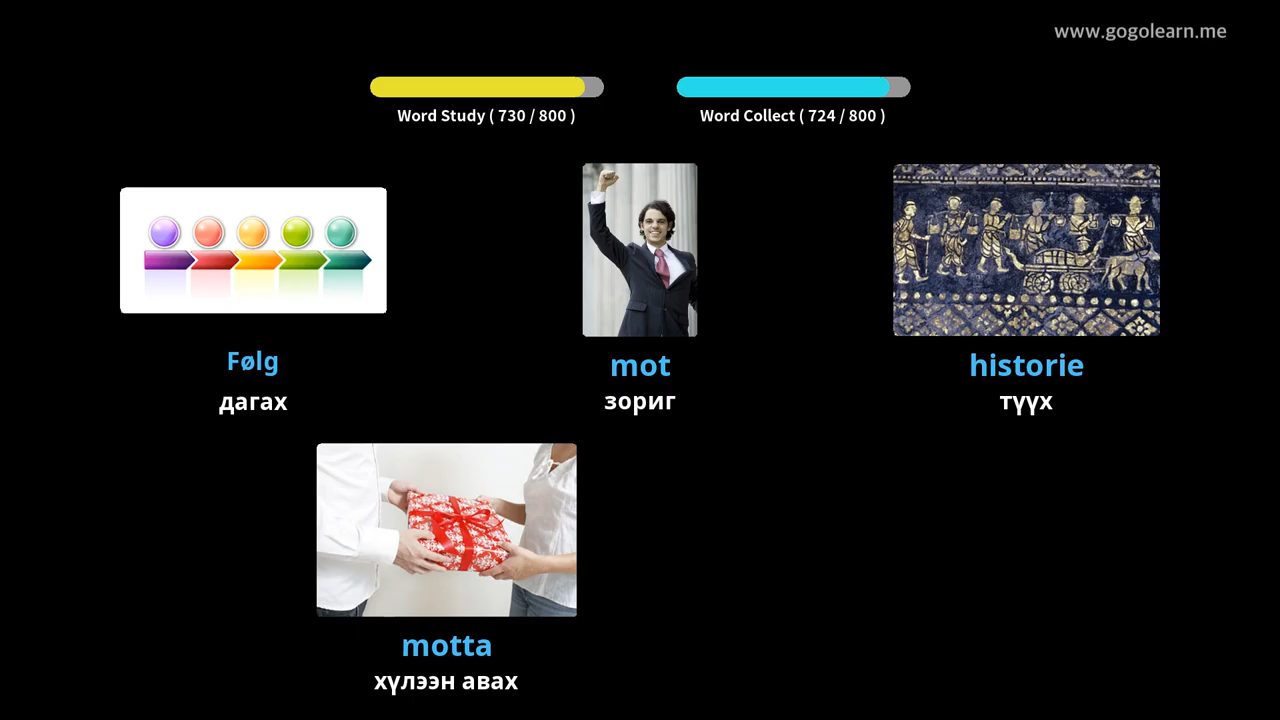 www.gogolearn.me
Word Study ( 730 / 800 )
Word Collect ( 724 / 800 )
Følg
дагах
mot
зориг
historie
түүх
motta
хүлээн авах